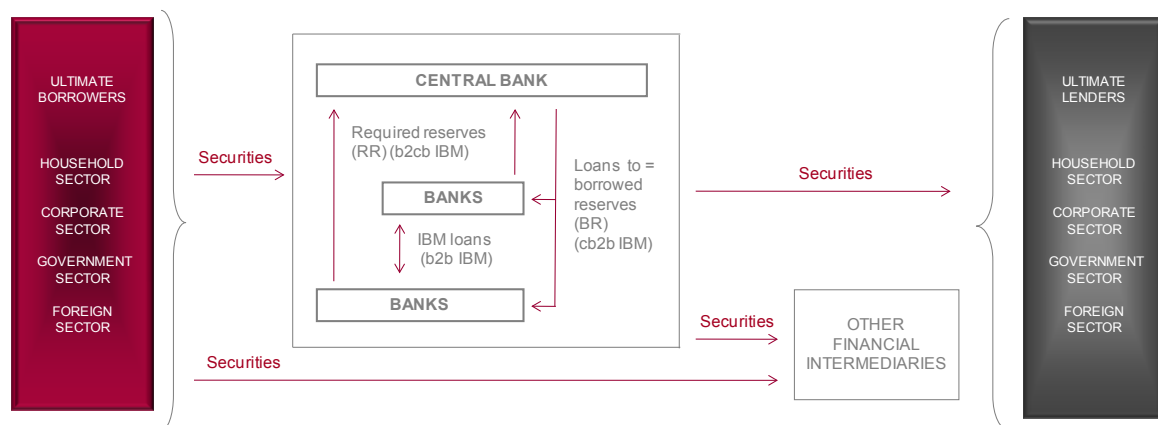 ULTIMATE
BORROWERS
HOUSEHOLD
SECTOR
CORPORATE
SECTOR
GOVERNMENT
SECTOR
FOREIGN
SECTOR
Securities
CENTRAL BANK
Required reserves
(RR) (b2cb IBM)
BANKS
IBM loans
(b2b IBM)
BANKS
Loans to =
borrowed
reserves
(BR)
(cb2b IBM)
Securities
Securities
Securities
OTHER
FINANCIAL
INTERMEDIARIES
ULTIMATE
LENDERS
HOUSEHOLD
SECTOR
CORPORATE
SECTOR
GOVERNMENT
SECTOR
FOREIGN
SECTOR